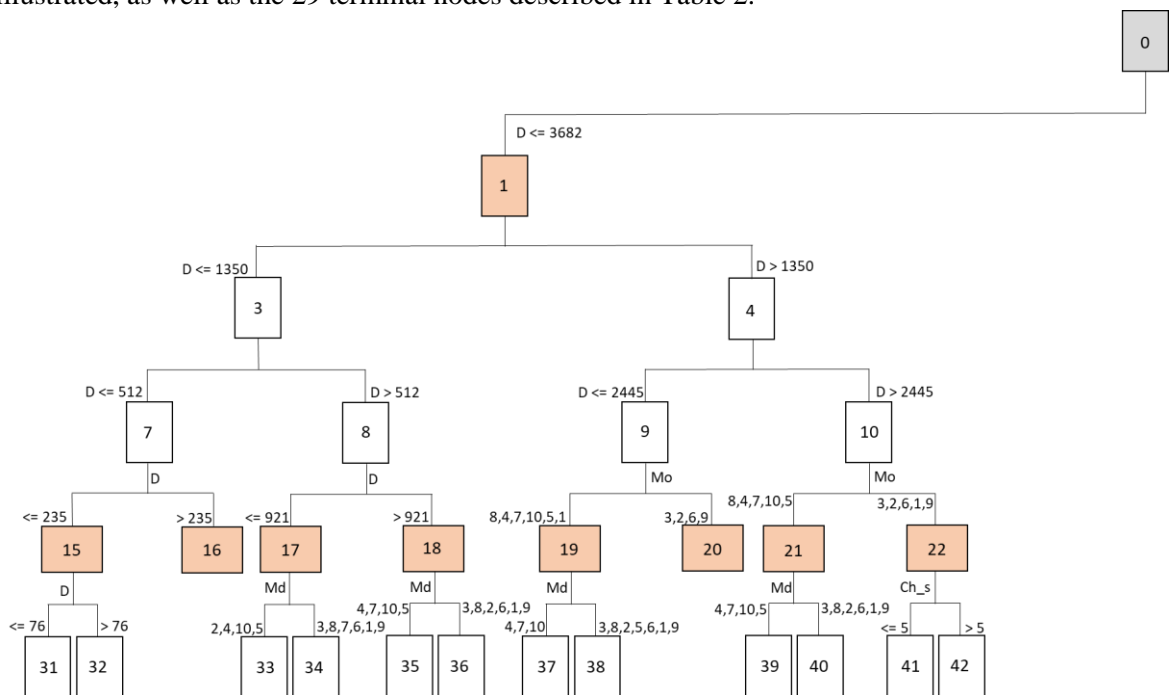 illustrated, as well as the 29 terminal nodes described in Table 2.
0
D <= 3682
1
D <= 1350
D > 1350
3
4
D <= 512
D > 512
D <= 2445
D > 2445
7
8
9
10
D
D
Mo
Mo
<= 235
> 235
<= 921
> 921
8,4,7,10,5,1
3,2,6,9
8,4,7,10,5
3,2,6,1,9
15
16
17
18
19
20
21
22
D
Md
Md
Md
Md
Ch_s
<= 76
> 76
2,4,10,5
3,8,7,6,1,9
4,7,10,5
3,8,2,6,1,9
4,7,10
3,8,2,5,6,1,9
4,7,10,5
3,8,2,6,1,9
<= 5
> 5
31
32
33
34
35
36
37
38
39
40
41
42